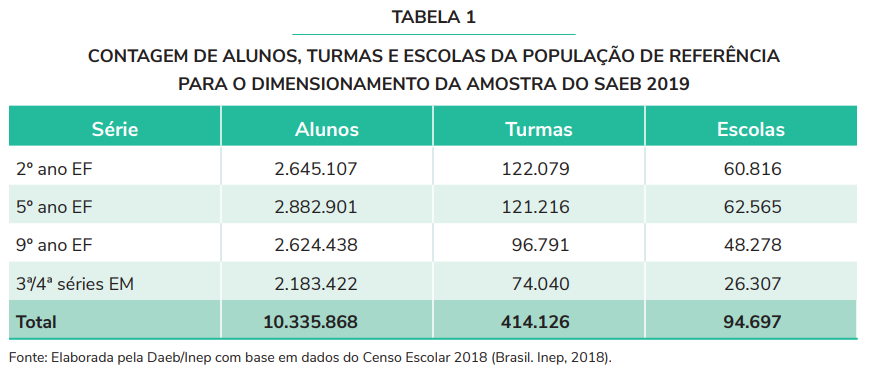 TABELA 1
CONTAGEM DE ALUNOS, TURMAS E ESCOLAS DA POPULAÇÃO DE REFERÊNCIA
PARA O DIMENSIONAMENTO DA AMOSTRA DO SAEB 2019
Série Alunos Turmas Escolas
2º ano EF 2.645.107 122.079 60.816
5º ano EF 2.882.901 121.216 62.565
9º ano EF 2.624.438 96.791 48.278
3ª/4ª séries EM 2.183.422 74.040 26.307
Total 10.335.868 414.126 94.697
Fonte: Elaborada pela Daeb/Inep com base em dados do Censo Escolar 2018 (Brasil. Inep, 2018).